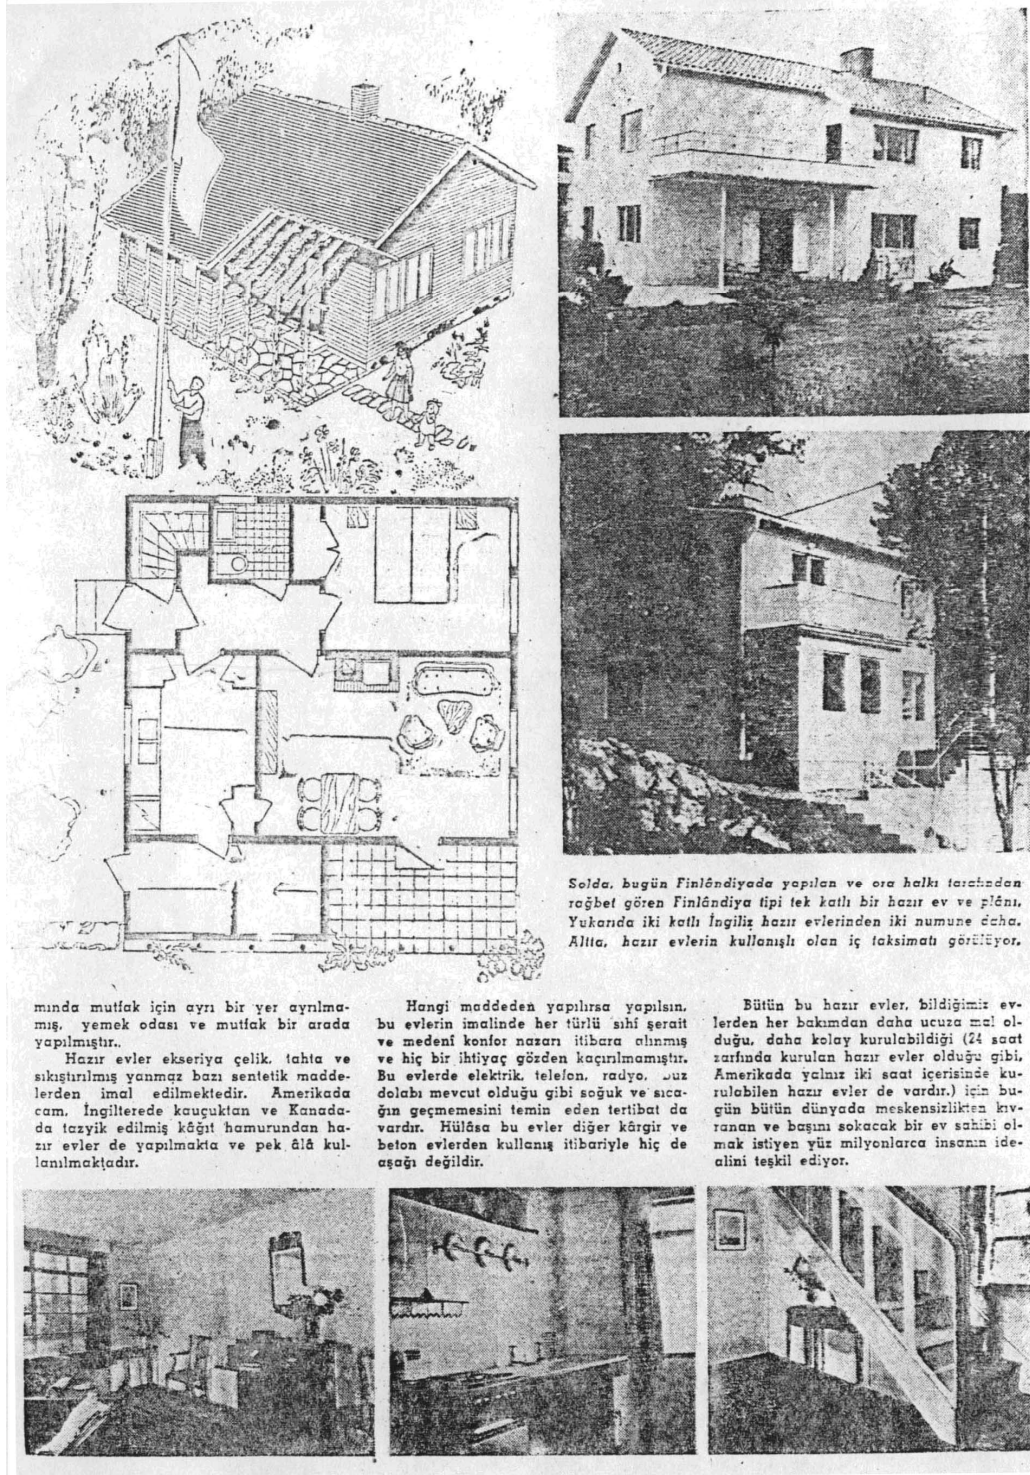 Solda, bugün Finlândiyada yapılan ve ora halkı tarafından
rağbet gören Finlândiya tipi tek katlı bir hazır ev ve plânı,
Yukarıda iki katlı İngiliz hazır evlerinden iki numune daha.
Altta, hazır evlerin kullanışlı olan iç taksimatı görülüyor.
mında mutfak için ayrı bir yer ayrılma-
mış, yemek odası ve mutfak bir arada
yapılmıştır..
Hazır evler ekseriya çelik, tahta ve
sıkıştırılmış yanmaz bazı sentetik madde-
lerden imal edilmektedir. Amerikada
cam, İngilterede kauçuktan ve Kanada-
da tazyik edilmiş kâğıt hamurundan ha-
zır evler de yapılmakta ve pek âlâ kul-
lanılmaktadır.
Hangi maddeden yapılırsa yapılsın,
bu evlerin imalinde her türlü sıhî şerait
ve medenî konfor nazarı itibara alınmış
ve hiç bir ihtiyaç gözden kaçırılmamıştır.
Bu evlerde elektrik, telefon, radyo, buz
dolabı mevcut olduğu gibi soğuk ve sıca-
ğın geçmemesini temin eden tertibat da
vardır. Hülâsa bu evler diğer kârgir ve
beton evlerden kullanış itibariyle hiç de
aşağı değildir.
Bütün bu hazır evler, bildiğimiz ev-
lerden her bakımdan daha ucuza mal ol-
duğu, daha kolay kurulabildiği (24 saat
zarfında kurulan hazır evler olduğu gibi,
Amerikada yalnız iki saat içerisinde ku-
rulabilen hazır evler de vardır.) için bu-
gün bütün dünyada meskensizlikten kıv-
ranan ve başını sokacak bir ev sahibi ol-
mak istiyen yüz milyonlarca insanın ide-
alini teşkil ediyor.